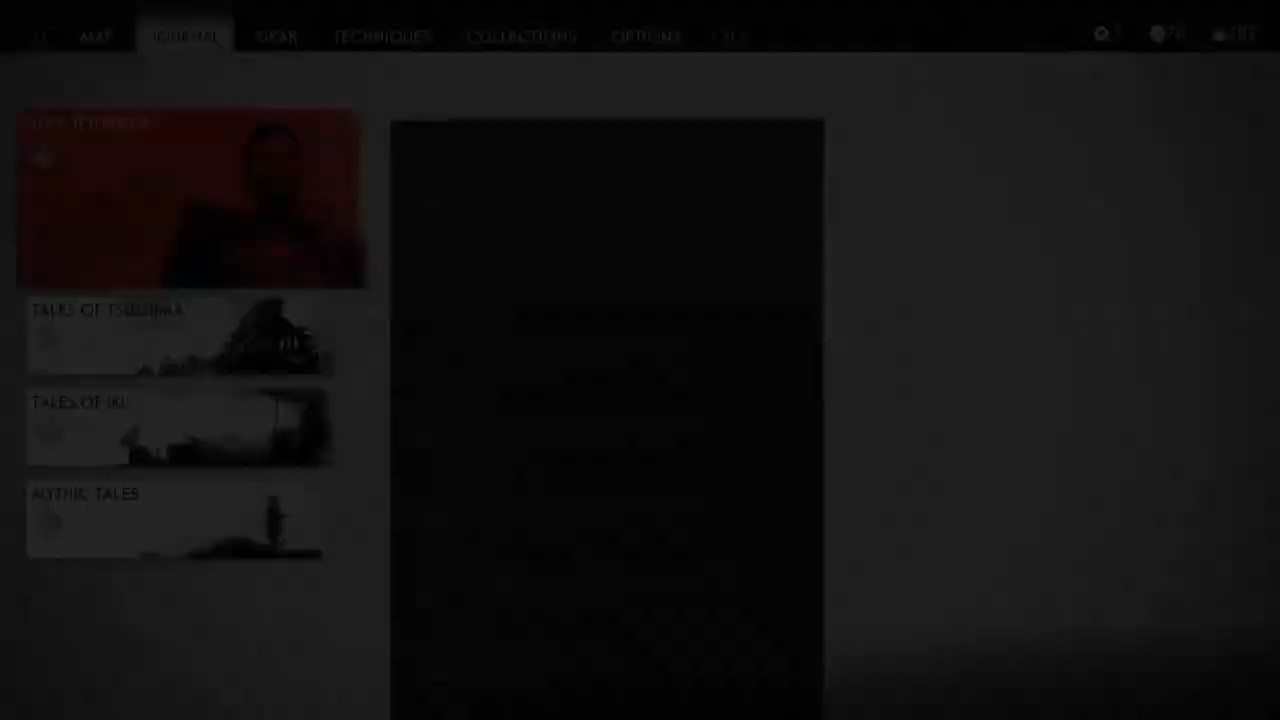 MAP JOURNAL GEAR TECHNIQUES COLLECTIONS OPTIONS
TALES OF TSUSHIMA
TALES OF IKI
MYTHIC TALES